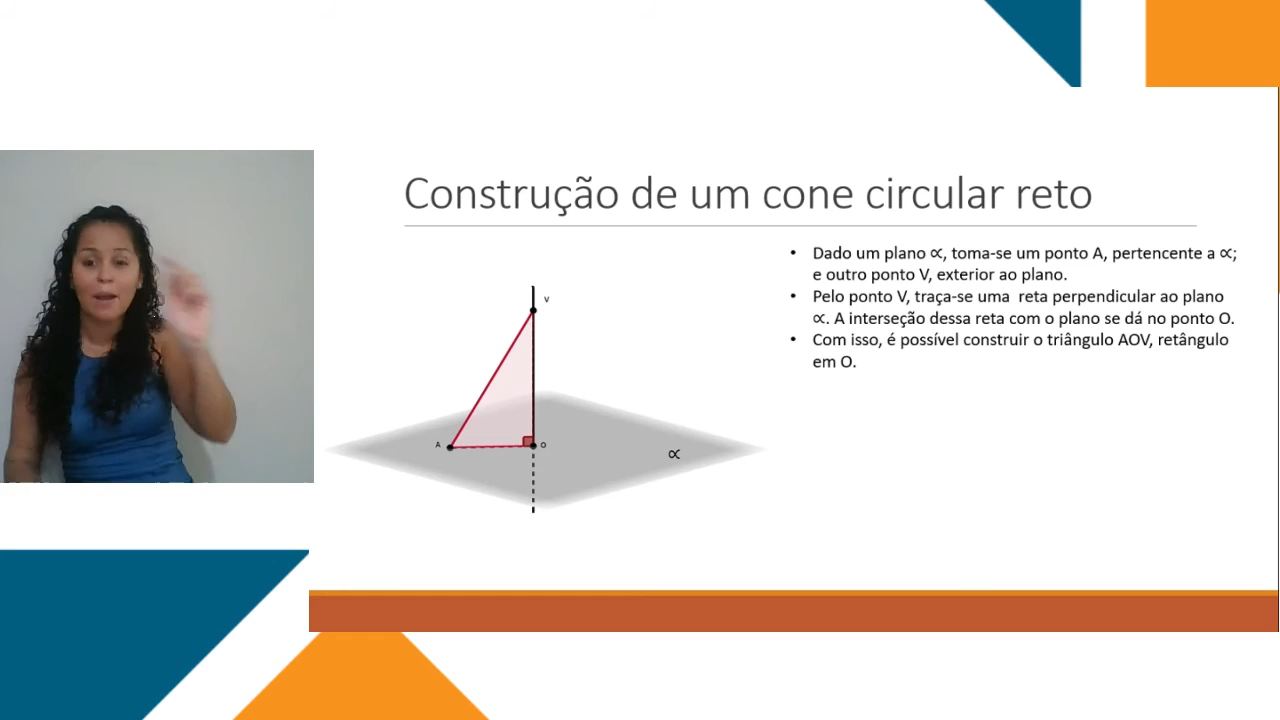 Construção de um cone circular reto
• Dado um plano ∝, toma-se um ponto A, pertencente a ∝;
e outro ponto V, exterior ao plano.
• Pelo ponto V, traça-se uma reta perpendicular ao plano
∝. A interseção dessa reta com o plano se dá no ponto O.
• Com isso, é possível construir o triângulo AOV, retângulo
em O.
V
A
O
∝